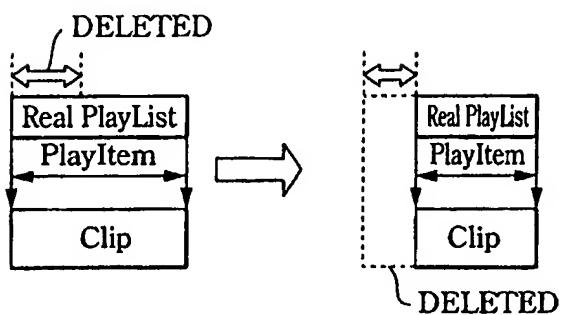 DELETED
Real PlayList
PlayItem
Clip
Real PlayList
PlayItem
Clip
DELETED